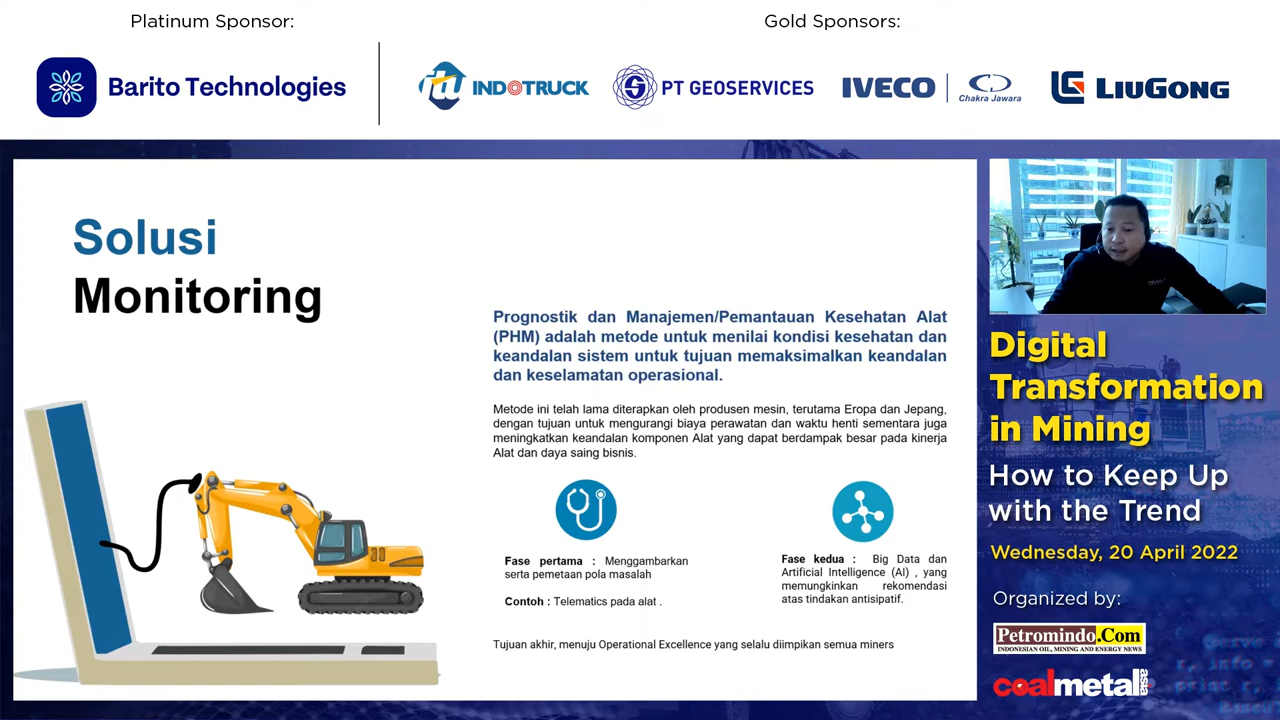 Platinum Sponsor:
Gold Sponsors:
Barito Technologies
INDOTRUCK
PT GEOSERVICES
IVECO
Chakra Jawara
LIUGONG
Solusi
Monitoring
Prognostik dan Manajemen/Pemantauan Kesehatan Alat
(PHM) adalah metode untuk menilai kondisi kesehatan dan
keandalan sistem untuk tujuan memaksimalkan keandalan
dan keselamatan operasional.
Metode ini telah lama diterapkan oleh produsen mesin, terutama Eropa dan Jepang,
dengan tujuan untuk mengurangi biaya perawatan dan waktu henti sementara juga
meningkatkan keandalan komponen Alat yang dapat berdampak besar pada kinerja
Alat dan daya saing bisnis.
Fase pertama : Menggambarkan
serta pemetaan pola masalah
Contoh : Telematics pada alat .
Fase kedua : Big Data dan
Artificial Intelligence (AI) , yang
memungkinkan rekomendasi
atas tindakan antisipatif.
Tujuan akhir, menuju Operational Excellence yang selalu diimpikan semua miners
Digital
Transformation
in Mining
How to Keep Up
with the Trend
Wednesday, 20 April 2022
Organized by:
Petromindo.Com
INDONESIAN OIL, MINING AND ENERGY NEWS
coalmetal asia